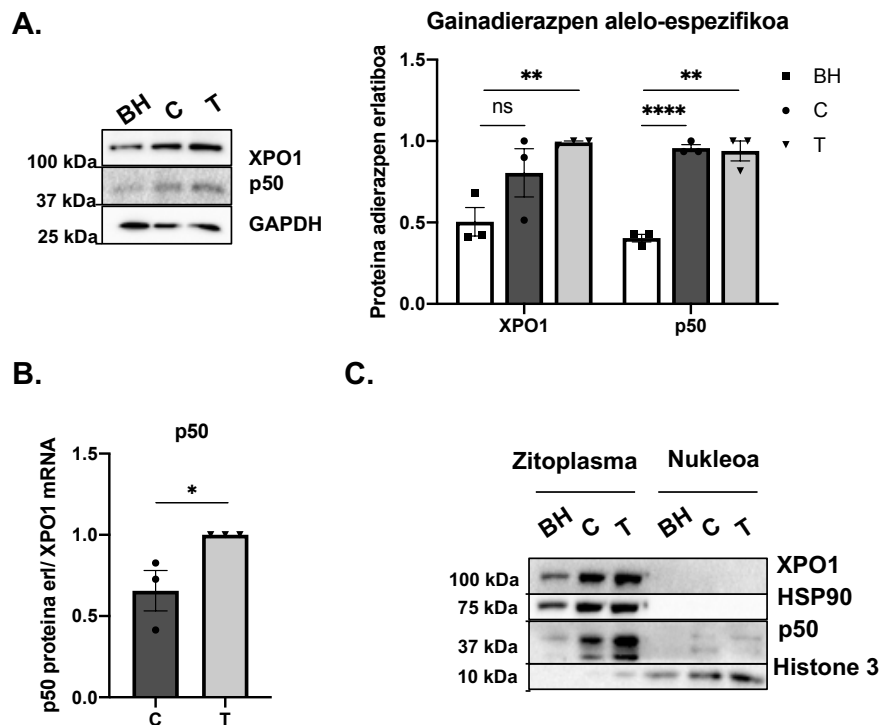 A.
BH C T
100 kDa XPO1
37 kDa p50
25 kDa GAPDH
Gainadierazpen alelo-espezifikoa
Proteina adierazpen erlatiboa
1.5
1.0
0.5
0.0
ns
**
****
**
XPO1 p50
BH
C
T
B.
p50
p50 proteina erl/ XPO1 mRNA
1.5
1.0
0.5
0.0
*
C T
C.
Zitoplasma Nukleoa
BH C T BH C T
100 kDa XPO1
75 kDa HSP90
37 kDa p50
10 kDa Histone 3